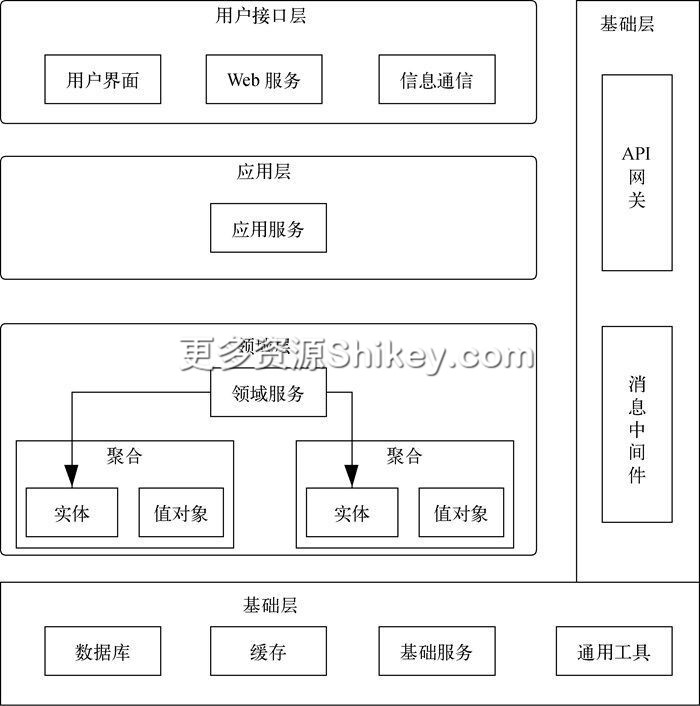 用户接口层
用户界面
Web 服务
信息通信
应用层
应用服务
领域层
更多资源Shikey.com
领域服务
聚合
实体
值对象
聚合
实体
值对象
基础层
API
网
关
消
息
中
间
件
基础层
数据库
缓存
基础服务
通用工具